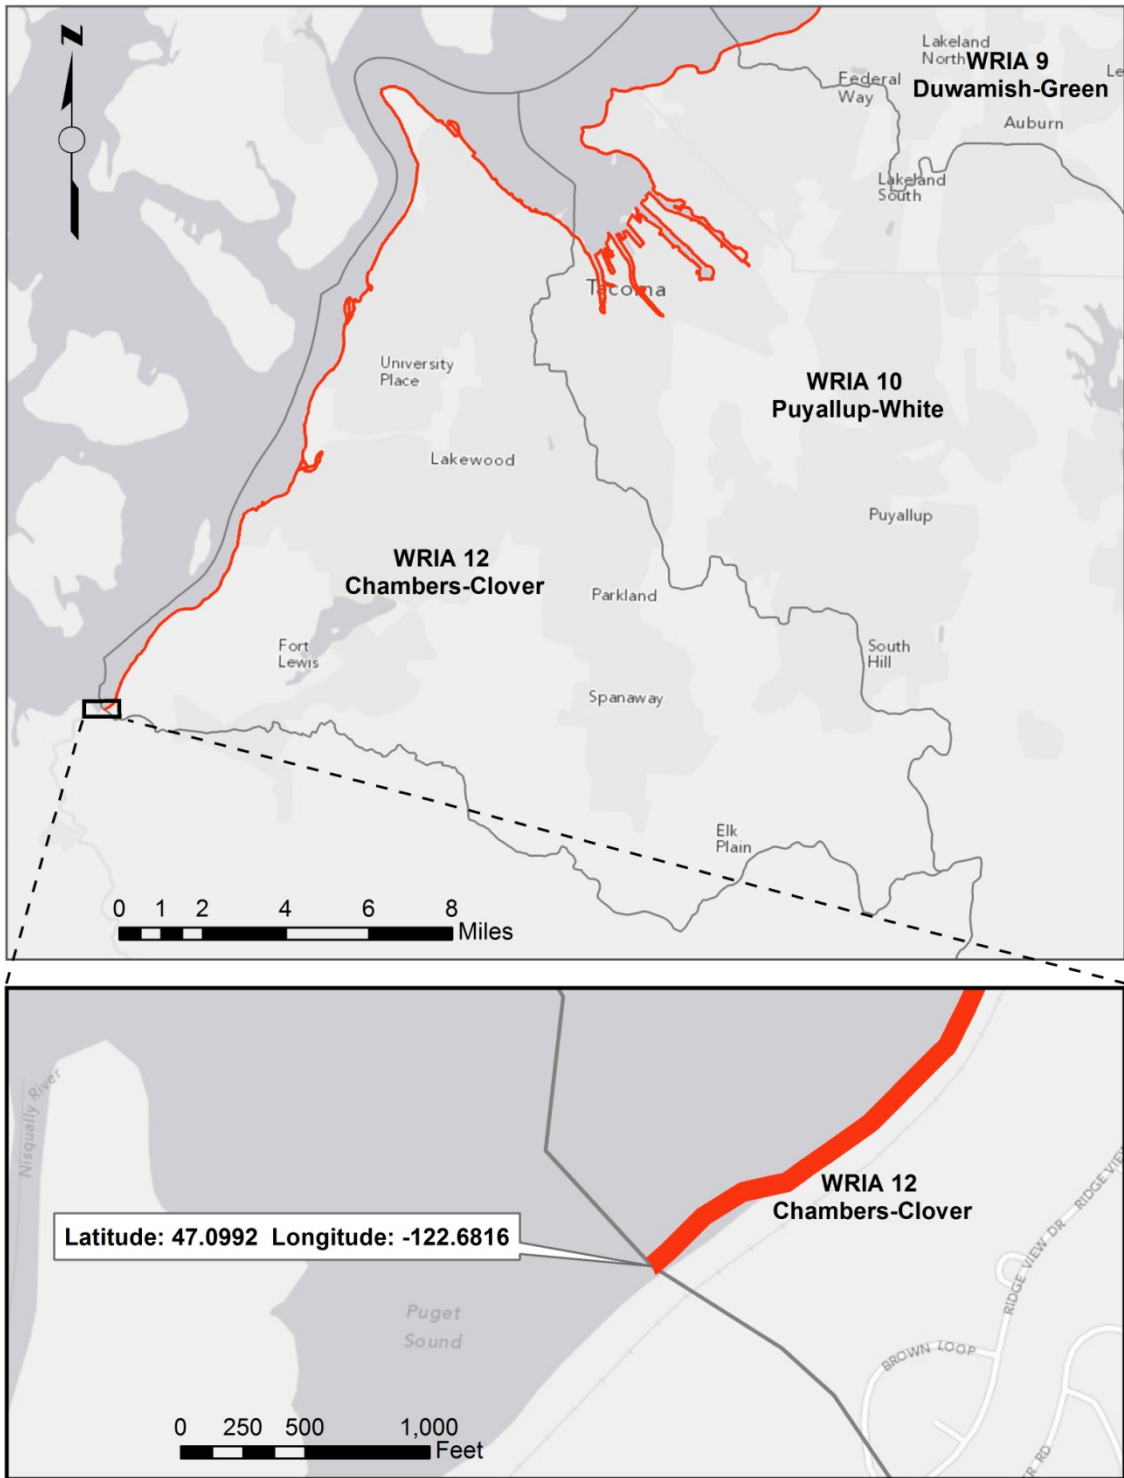 N
Lakeland
North
WRIA 9
Duwamish-Green
Le
Federal
Way
Auburn
Lakeland
South
Tacoma
University
Place
WRIA 10
Puyallup-White
Lakewood
Puyallup
WRIA 12
Chambers-Clover
Parkland
Fort
Lewis
South
Hill
Spanaway
Elk
Plain
0 1 2 4 6 8
Miles
Nisqually River
WRIA 12
Chambers-Clover
RIDGE VIEW DR
RIDGE VIEW
Latitude: 47.0992 Longitude: -122.6816
Puget
Sound
BROWN LOOP
0 250 500 1,000
Feet
ER RD